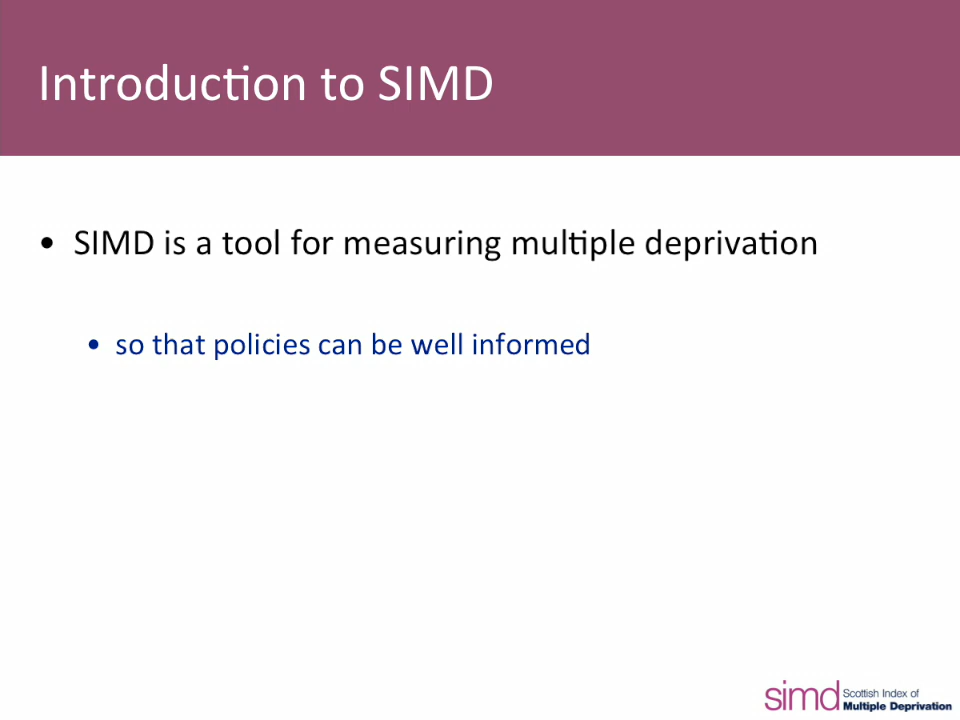 Introduction to SIMD
• SIMD is a tool for measuring multiple deprivation
• so that policies can be well informed
simd Scottish Index of
Multiple Deprivation